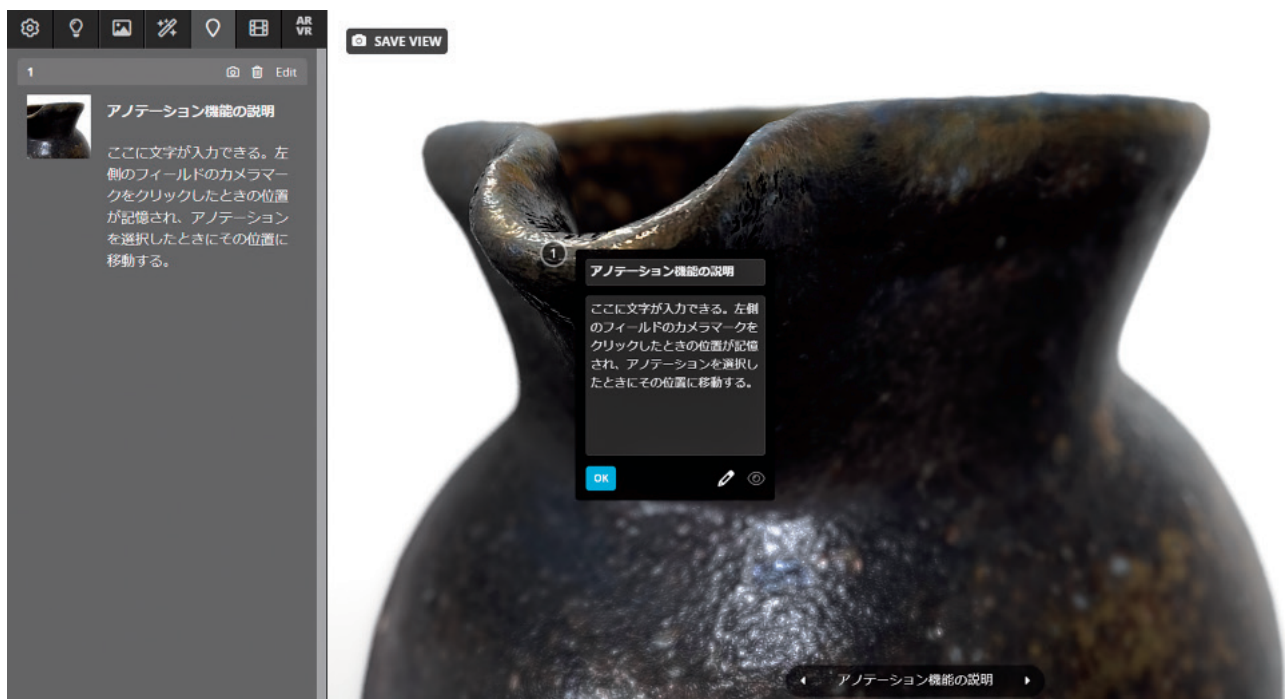 AR
VR
SAVE VIEW
1
Edit
アノテーション機能の説明
ここに文字が入力できる。左
側のフィールドのカメラマー
クをクリックしたときの位置
が記憶され、アノテーション
を選択したときにその位置に
移動する。
1
アノテーション機能の説明
ここに文字が入力できる。左側
のフィールドのカメラマークを
クリックしたときの位置が記憶
され、アノテーションを選択し
たときにその位置に移動する。
OK
アノテーション機能の説明